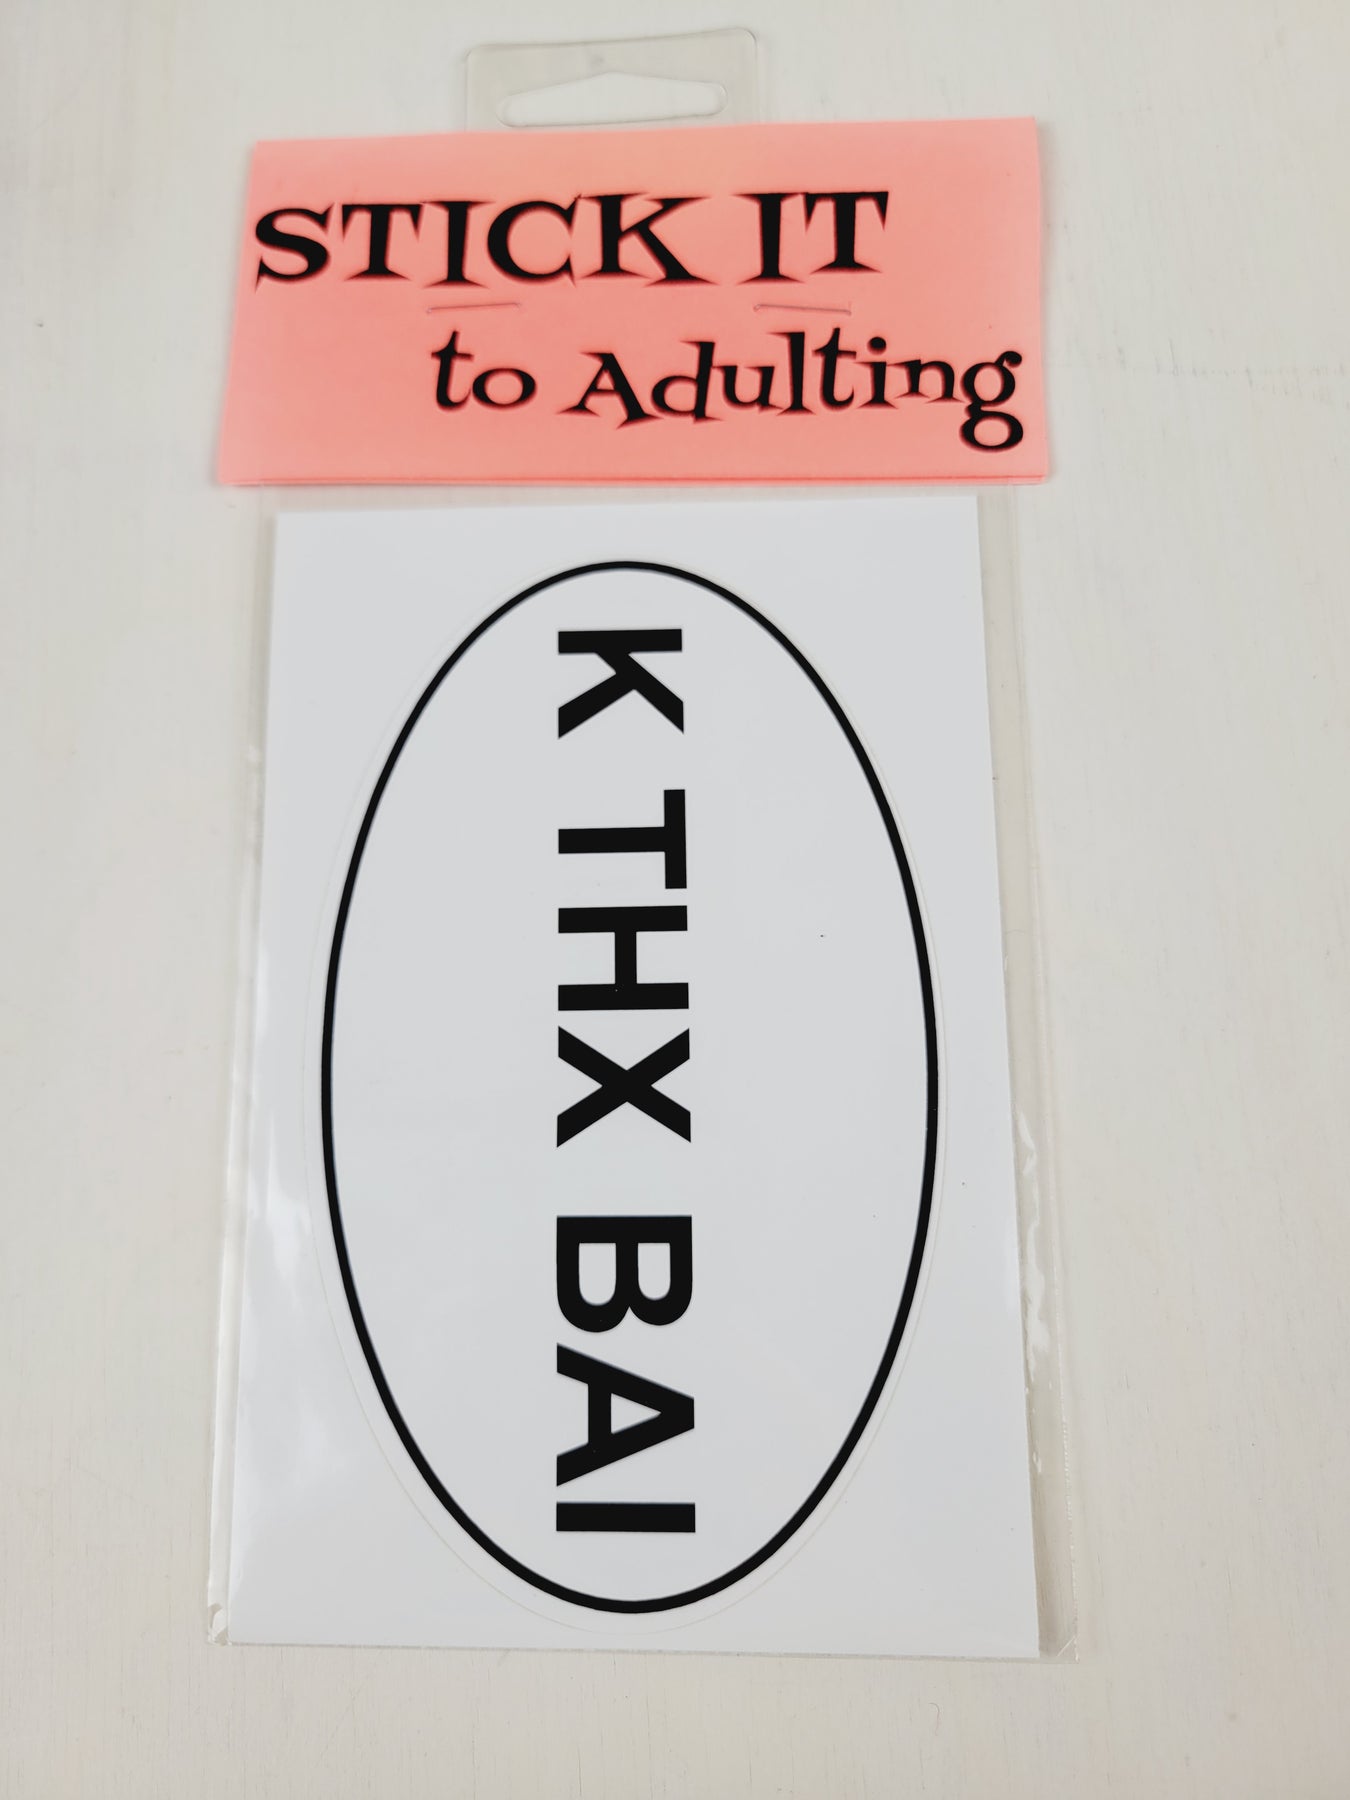 STICK IT
to Adulting
K THX BAI